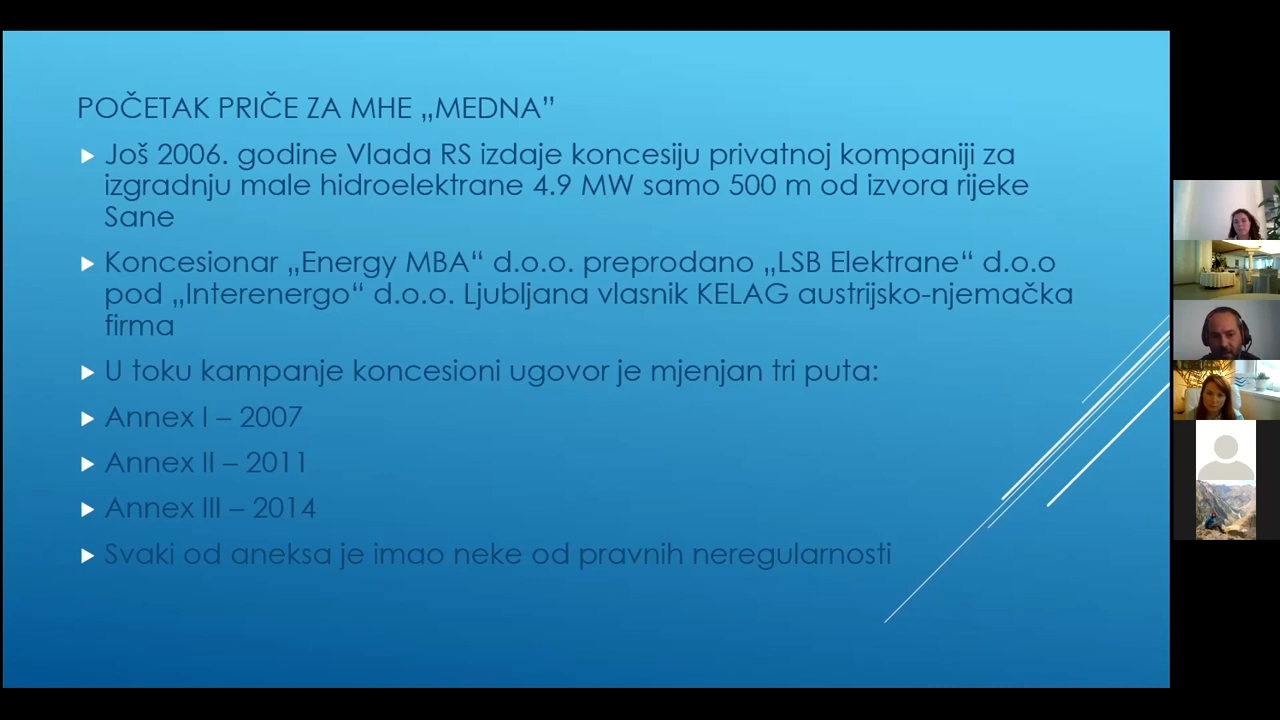 POČETAK PRIČE ZA MHE „MEDNA”
Još 2006. godine Vlada RS izdaje koncesiju privatnoj kompaniji za
izgradnju male hidroelektrane 4.9 MW samo 500 m od izvora rijeke
Sane
Koncesionar „Energy MBA“ d.o.o. preprodano „LSB Elektrane“ d.o.o
pod „Interenergo“ d.o.o. Ljubljana vlasnik KELAG austrijsko-njemačka
firma
U toku kampanje koncesioni ugovor je mjenjan tri puta:
Annex I – 2007
Annex II – 2011
Annex III – 2014
Svaki od aneksa je imao neke od pravnih neregularnosti